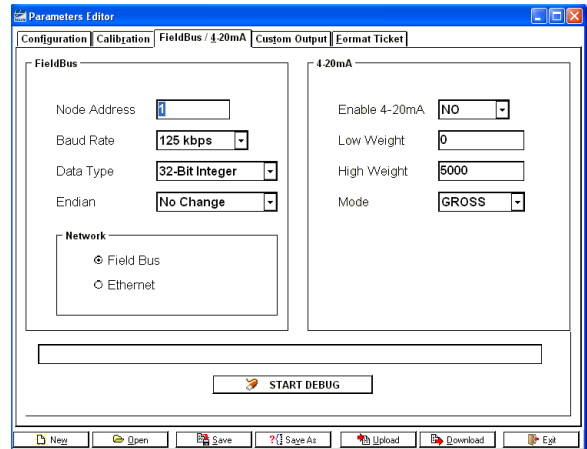 Parameters Editor
Configuration Calibration FieldBus / 4-20mA Custom Output Format Ticket
FieldBus
Node Address 1
Baud Rate 125 kbps
Data Type 32-Bit Integer
Endian No Change
Network
Field Bus
Ethernet
4-20mA
Enable 4-20mA NO
Low Weight 0
High Weight 5000
Mode GROSS
START DEBUG
New Open Save Save As Upload Download Exit